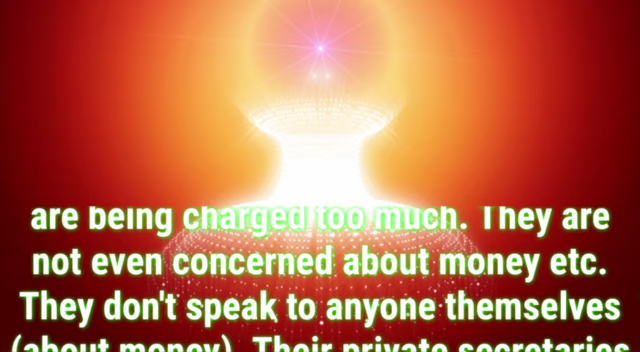 are being charged too much. They are
not even concerned about money etc.
They don't speak to anyone themselves
(about money). Their private secretaries